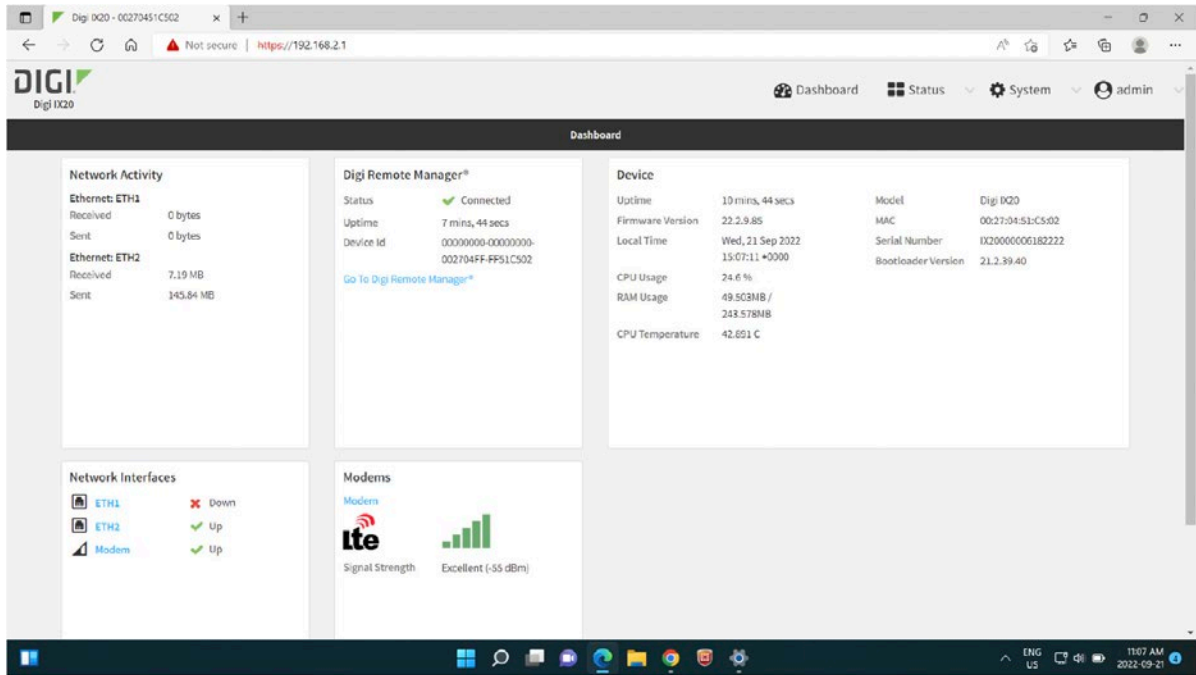 Digi IX20 - 00270451C502
Not secure | https://192.168.2.1
DIGI
Digi IX20
Dashboard
Status
System
admin
Dashboard
Network Activity
Ethernet: ETH1
Received 0 bytes
Sent 0 bytes
Ethernet: ETH2
Received 7.19 MB
Sent 145.84 MB
Digi Remote Manager®
Status Connected
Uptime 7 mins, 44 secs
Device Id 00000000-00000000-
002704FF-FF51C502
Go To Digi Remote Manager®
Device
Uptime 10 mins, 44 secs
Firmware Version 22.2.9.85
Local Time Wed, 21 Sep 2022
15:07:11 +0000
CPU Usage 24.6 %
RAM Usage 49.503MB /
243.578MB
CPU Temperature 42.891 C
Model Digi IX20
MAC 00:27:04:51:C5:02
Serial Number IX20000006182222
Bootloader Version 21.2.39.40
Network Interfaces
ETH1 Down
ETH2 Up
Modem Up
Modems
Modem
lte
Signal Strength Excellent (-55 dBm)
ENG
US
11:07 AM
2022-09-21
4